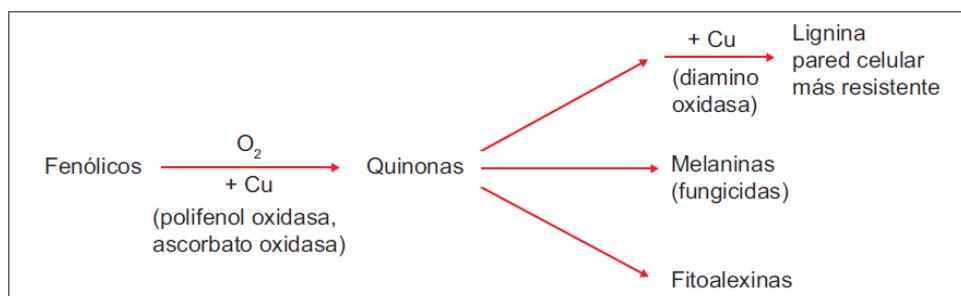 Fenólicos
O₂
+ Cu
(polifenol oxidasa,
ascorbato oxidasa)
Quinonas
+ Cu
(diamino
oxidasa)
Lignina
pared celular
más resistente
Melaninas
(fungicidas)
Fitoalexinas